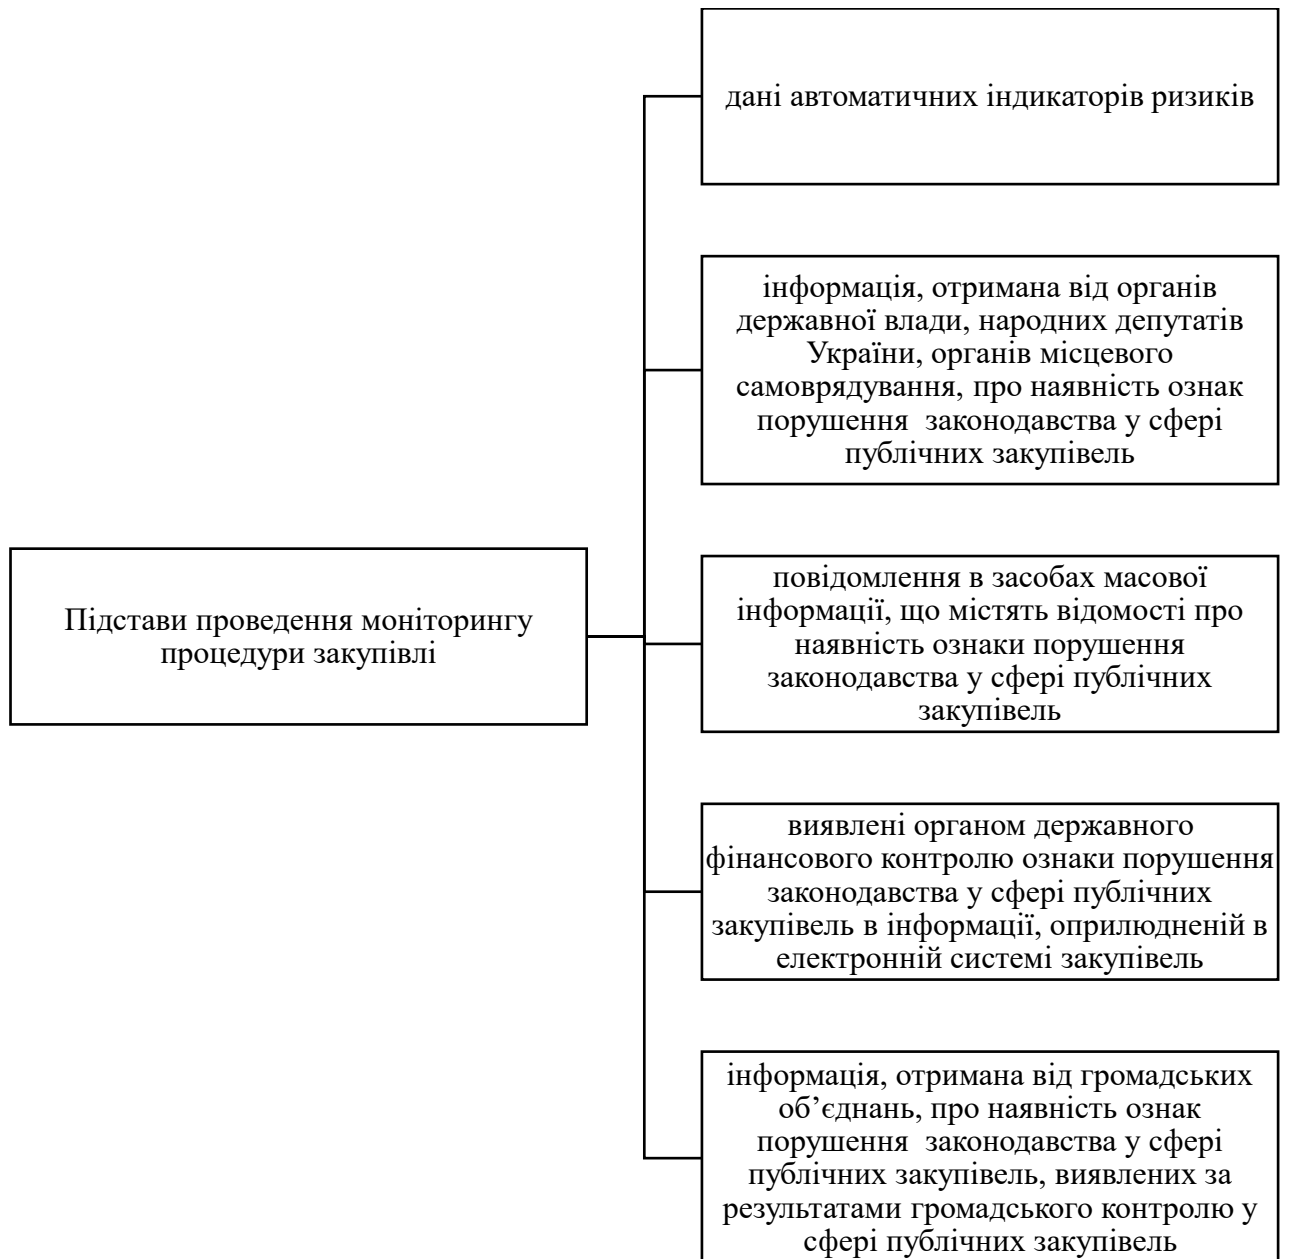 дані автоматичних індикаторів ризиків
інформація, отримана від органів
державної влади, народних депутатів
України, органів місцевого
самоврядування, про наявність ознак
порушення  законодавства у сфері
публічних закупівель
Підстави проведення моніторингу
процедури закупівлі
повідомлення в засобах масової
інформації, що містять відомості про
наявність ознаки порушення
законодавства у сфері публічних
закупівель
виявлені органом державного
фінансового контролю ознаки порушення
законодавства у сфері публічних
закупівель в інформації, оприлюдненій в
електронній системі закупівель
інформація, отримана від громадських
об’єднань, про наявність ознак
порушення  законодавства у сфері
публічних закупівель, виявлених за
результатами громадського контролю у
сфері публічних закупівель